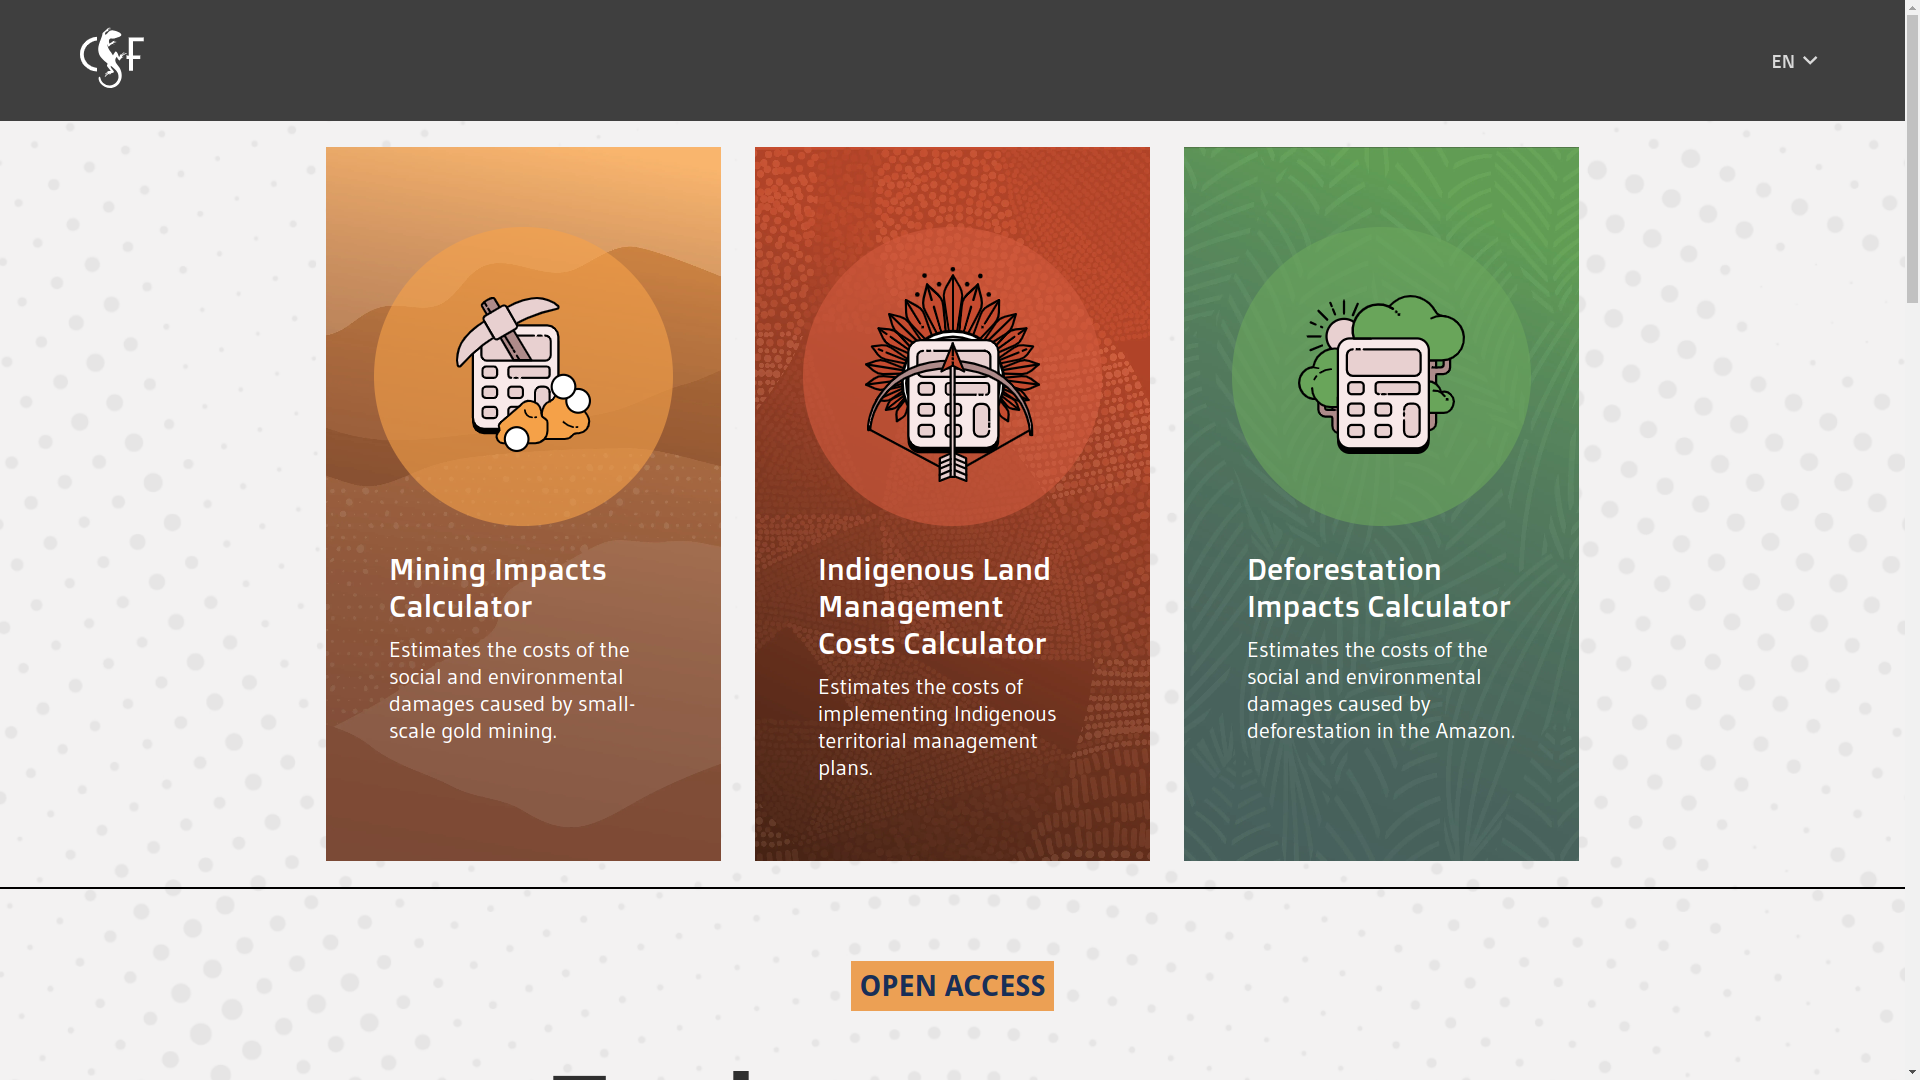 CSF
EN
Mining Impacts
Calculator
Estimates the costs of the
social and environmental
damages caused by small-
scale gold mining.
Indigenous Land
Management
Costs Calculator
Estimates the costs of
implementing Indigenous
territorial management
plans.
Deforestation
Impacts Calculator
Estimates the costs of the
social and environmental
damages caused by
deforestation in the Amazon.
OPEN ACCESS